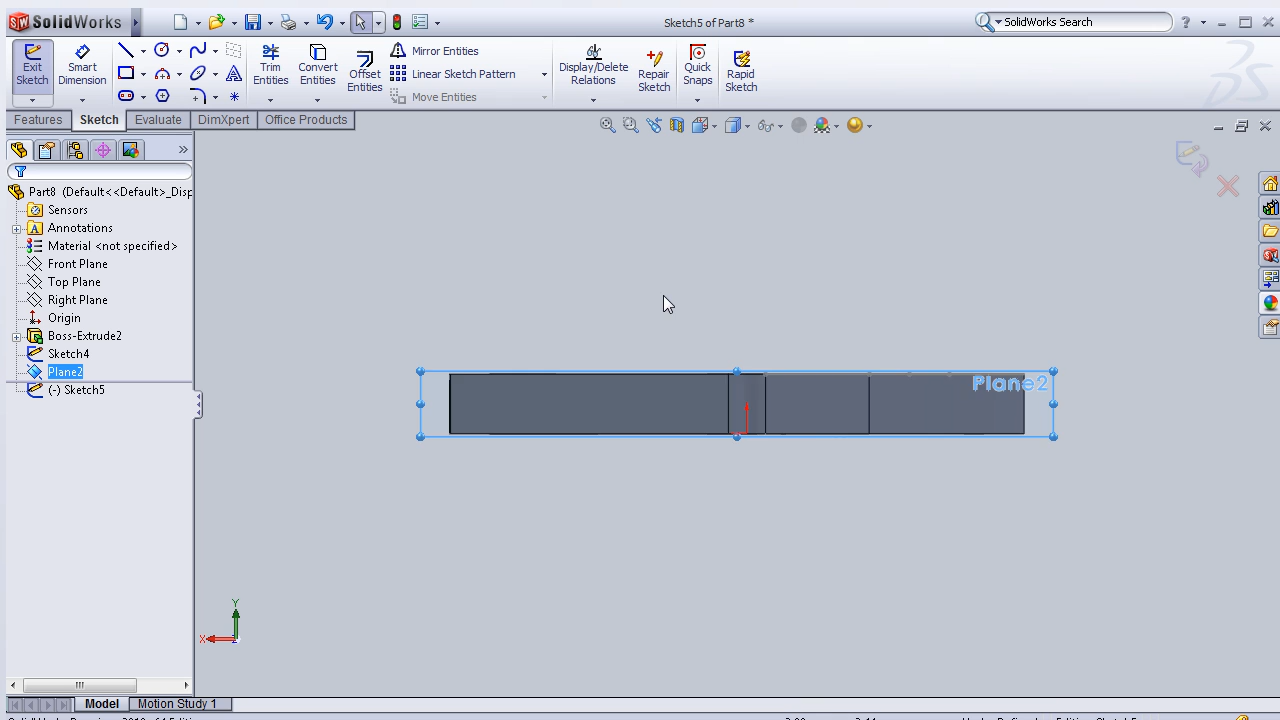 SolidWorks
Sketch5 of Part8 *
SolidWorks Search
Exit Sketch
Smart Dimension
Trim Entities
Convert Entities
Offset Entities
Mirror Entities
Linear Sketch Pattern
Move Entities
Display/Delete Relations
Repair Sketch
Quick Snaps
Rapid Sketch
Features
Sketch
Evaluate
DimXpert
Office Products
Part8 (Default<<Default>_Disp
Sensors
Annotations
Material <not specified>
Front Plane
Top Plane
Right Plane
Origin
Boss-Extrude2
Sketch4
Plane2
(-) Sketch5
Plane2
Y
X
Z
Model
Motion Study 1